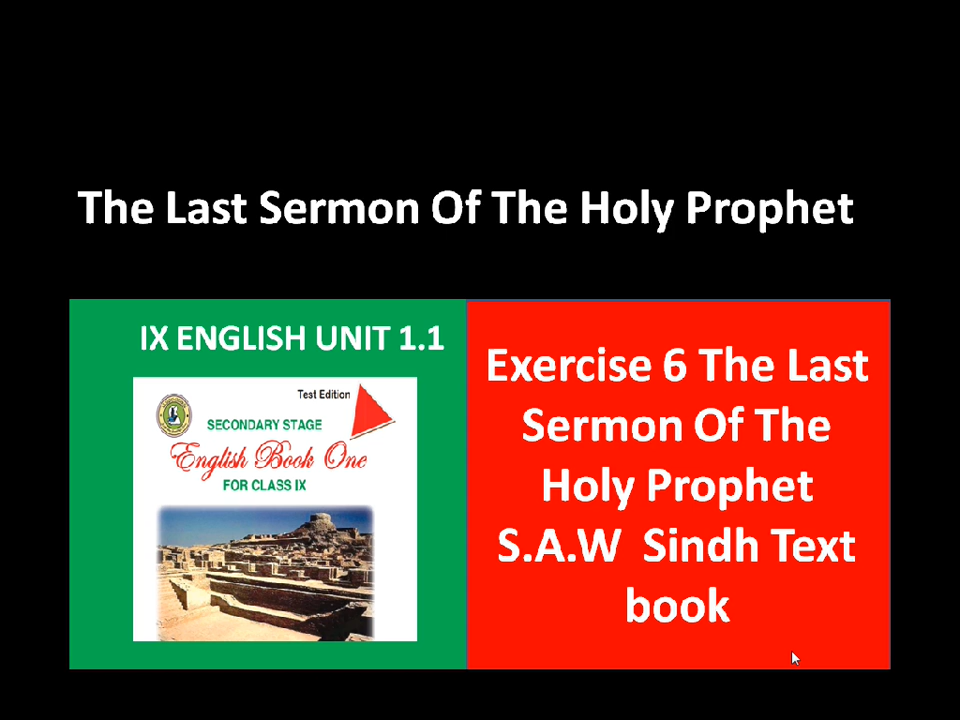 The Last Sermon Of The Holy Prophet
IX ENGLISH UNIT 1.1
Test Edition
SECONDARY STAGE
English Book One
FOR CLASS IX
Exercise 6 The Last
Sermon Of The
Holy Prophet
S.A.W Sindh Text
book